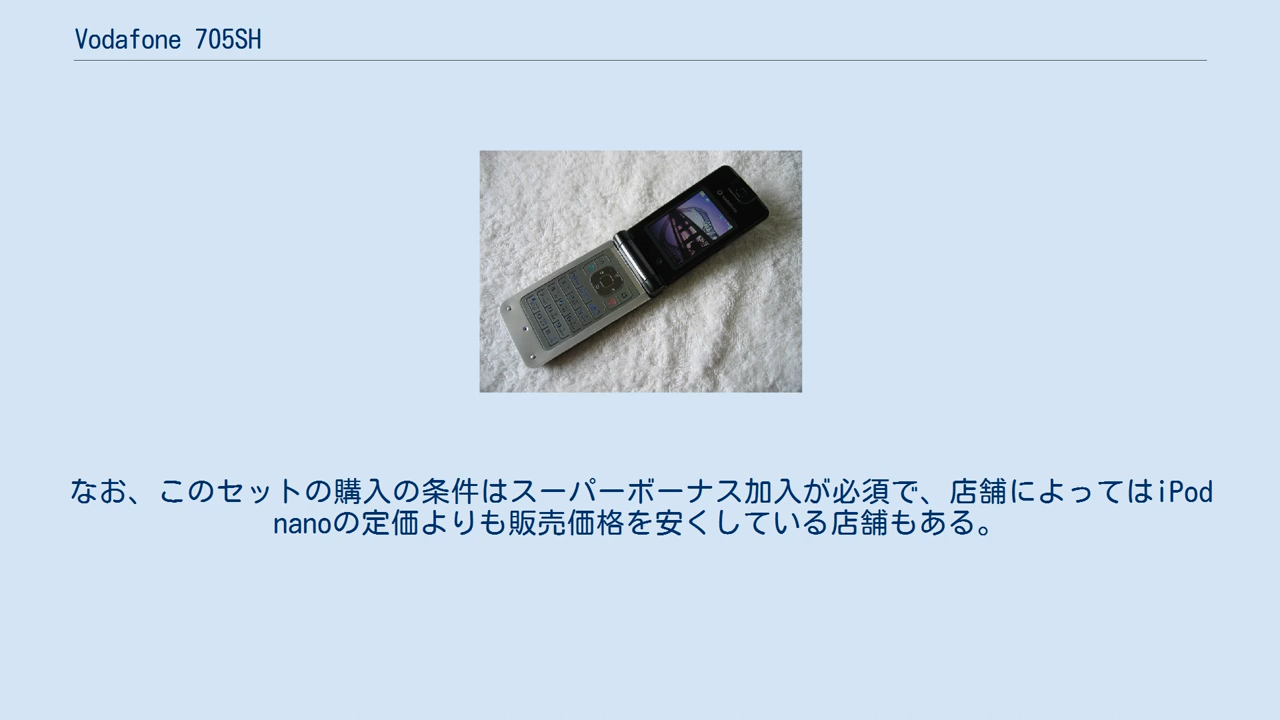 Vodafone 705SH
なお、このセットの購入の条件はスーパーボーナス加入が必須で、店舗によってはiPod
nanoの定価よりも販売価格を安くしている店舗もある。